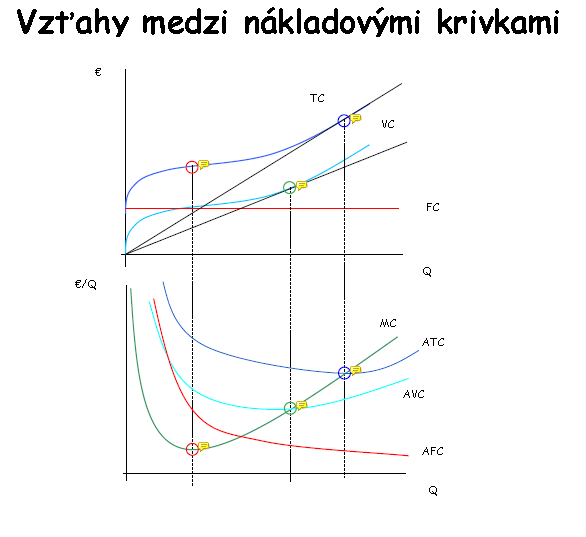 Vzťahy medzi nákladovými krivkami
€
TC
VC
FC
Q
€/Q
MC
ATC
AVC
AFC
Q